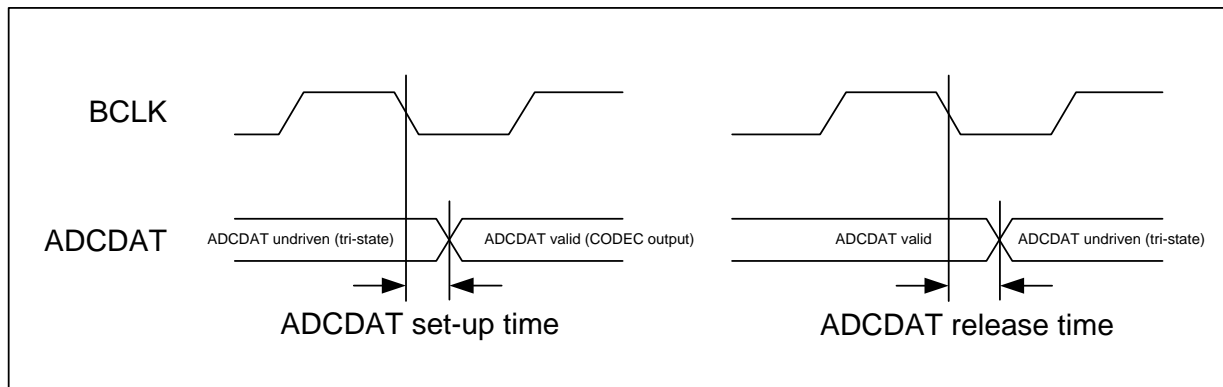 BCLK
ADCDAT
ADCDAT undriven (tri-state)
ADCDAT valid (CODEC output)
ADCDAT valid
ADCDAT undriven (tri-state)
ADCDAT set-up time
ADCDAT release time